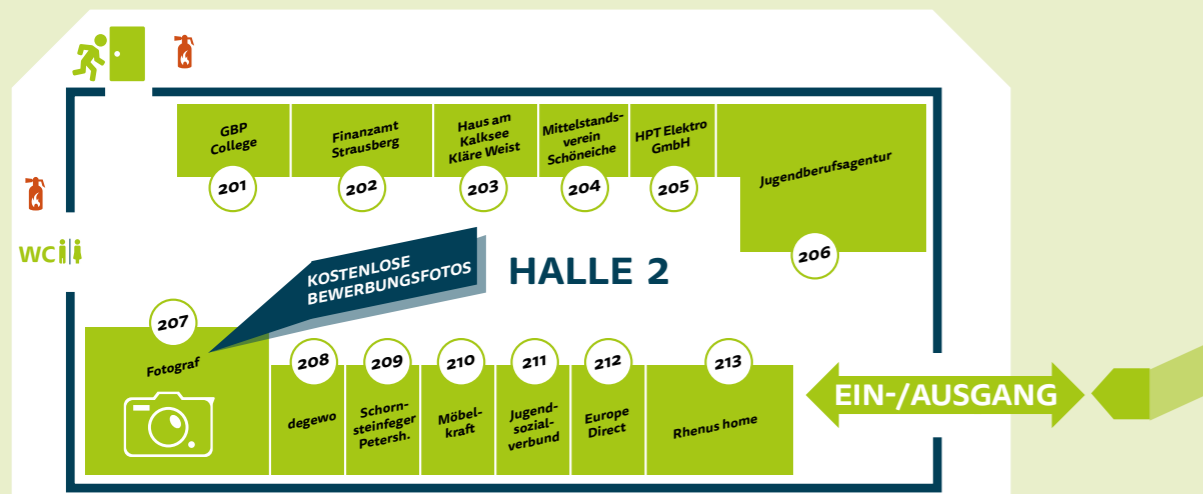 GBP
College
201
Finanzamt
Strausberg
202
Haus am
Kalksee
Kläre Weist
203
Mittelstands-
verein
Schöneiche
204
HPT Elektro
GmbH
205
Jugendberufsagentur
206
WC
KOSTENLOSE
BEWERBUNGSFOTOS
HALLE 2
207
Fotograf
208
degewo
209
Schorn-
steinfeger
Petersh.
210
Möbel-
kraft
211
Jugend-
sozial-
verbund
212
Europe
Direct
213
Rhenus home
EIN-/AUSGANG